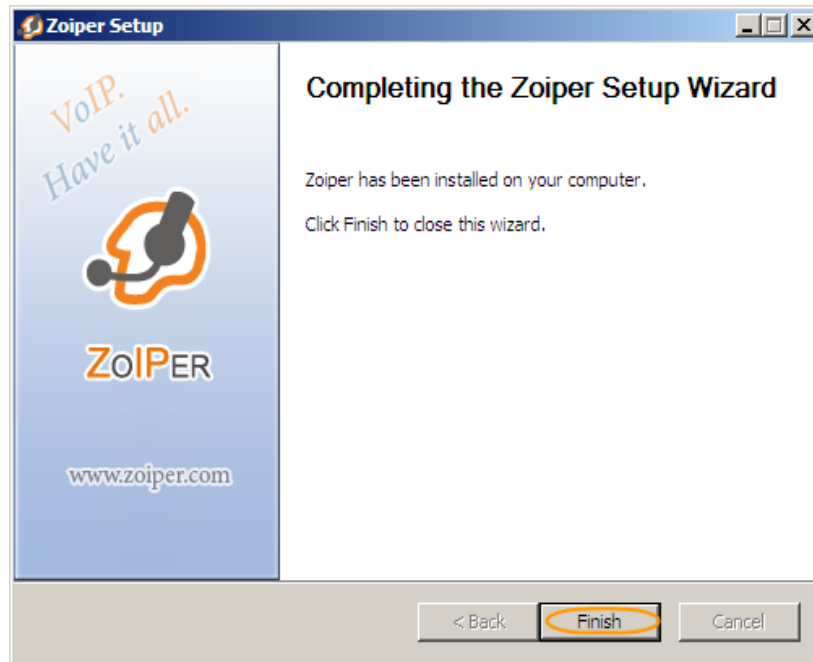 Zoiper Setup
VoIP.
Have it all.
ZoIPER
www.zoiper.com
Completing the Zoiper Setup Wizard
Zoiper has been installed on your computer.
Click Finish to close this wizard.
< Back
Finish
Cancel